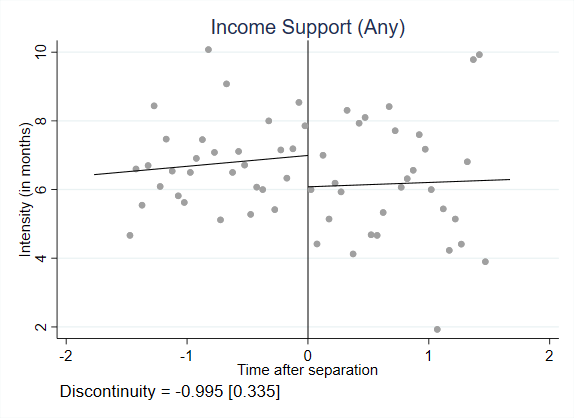 Income Support (Any)
Intensity (in months)
10
8
6
4
2
-2
-1
0
1
2
Time after separation
Discontinuity = -0.995 [0.335]